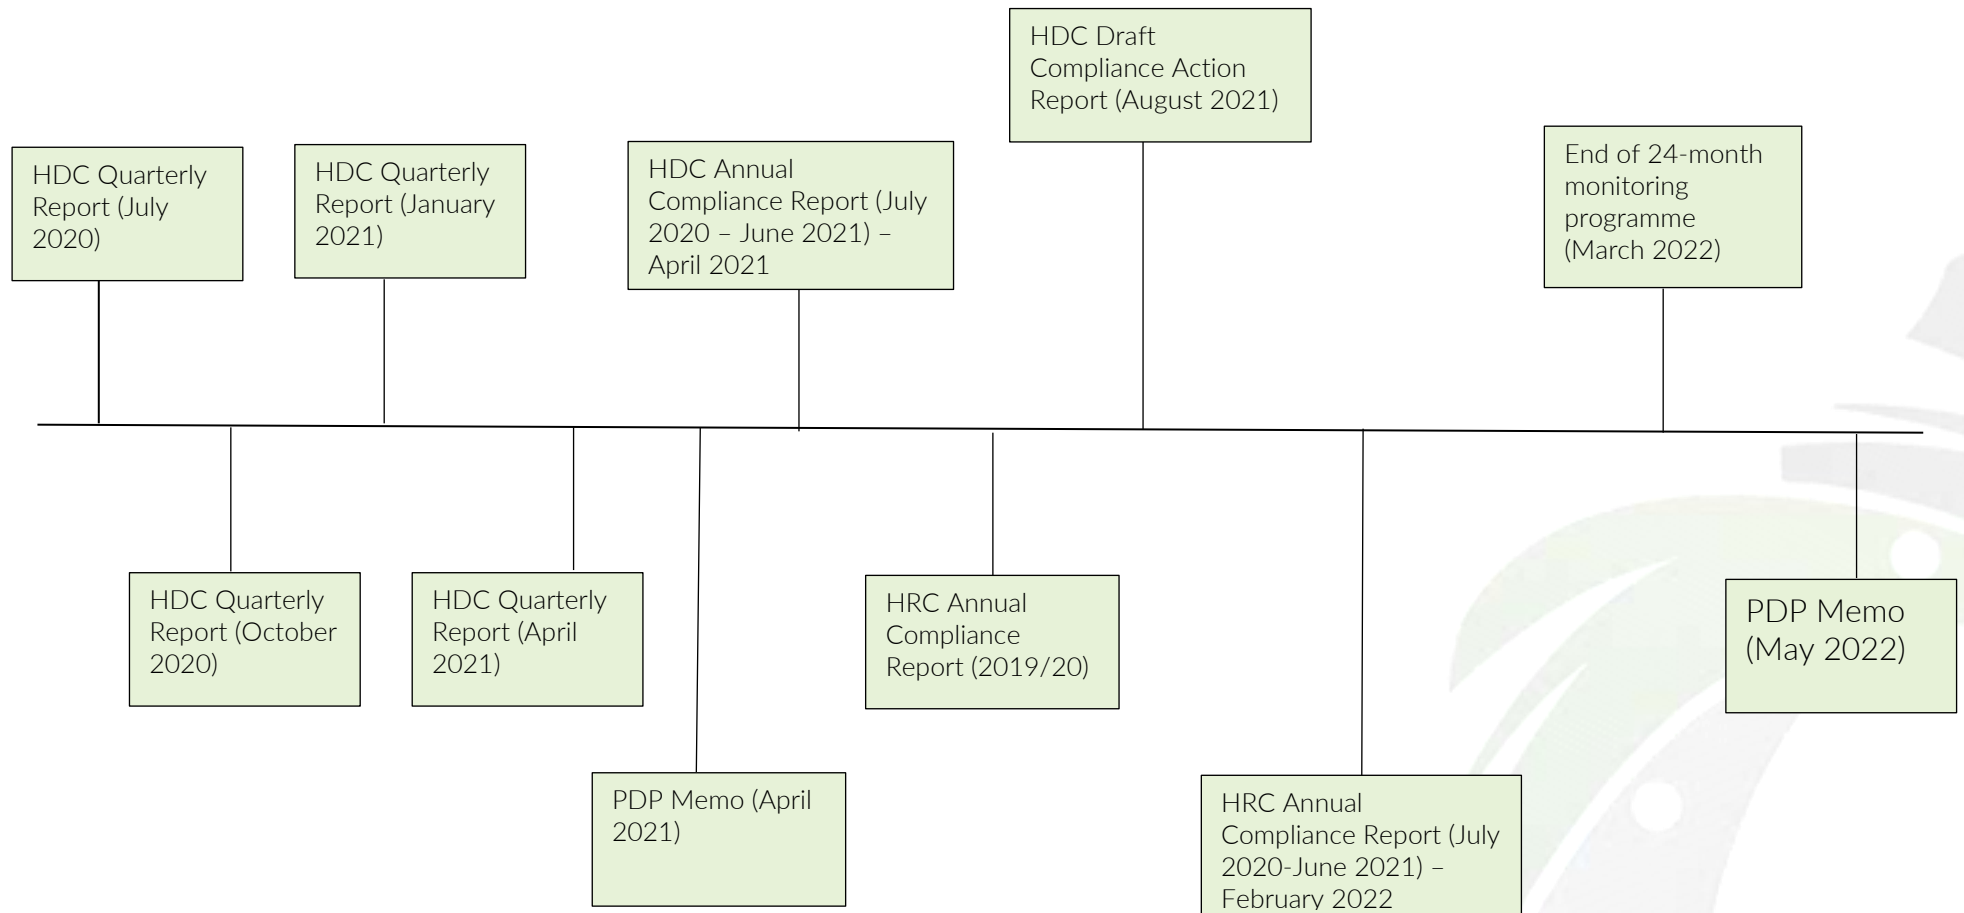 HDC Draft
Compliance Action
Report (August 2021)
HDC Quarterly
Report (July
2020)
HDC Quarterly
Report (January
2021)
HDC Annual
Compliance Report (July
2020 – June 2021) –
April 2021
End of 24-month
monitoring
programme
(March 2022)
HDC Quarterly
Report (October
2020)
HDC Quarterly
Report (April
2021)
HRC Annual
Compliance
Report (2019/20)
PDP Memo
(May 2022)
PDP Memo (April
2021)
HRC Annual
Compliance Report (July
2020-June 2021) –
February 2022